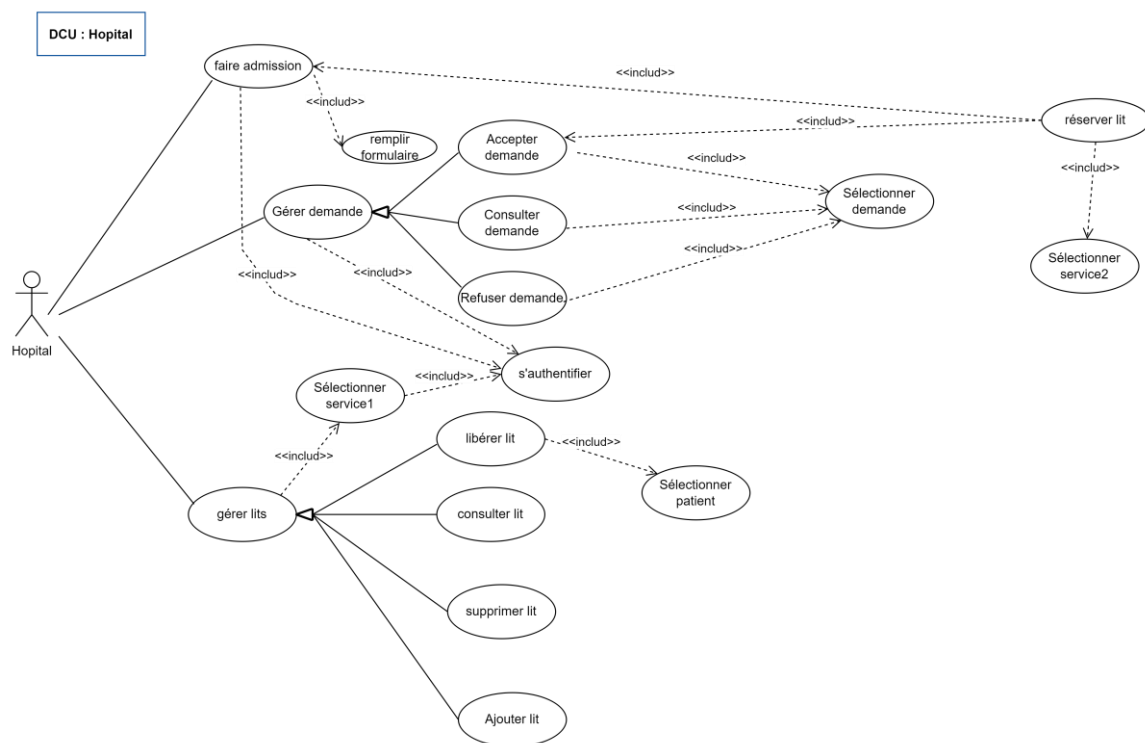 DCU : Hopital
faire admission
<<includ>>
réserver lit
<<includ>>
<<includ>>
remplir
formulaire
Accepter
demande
<<includ>>
<<includ>>
Sélectionner
demande
Gérer demande
Consulter
demande
<<includ>>
<<includ>>
Sélectionner
service2
<<includ>>
<<includ>>
Refuser demande
Hopital
Sélectionner
service1
<<includ>>
s'authentifier
<<includ>>
libérer lit
<<includ>>
Sélectionner
patient
gérer lits
consulter lit
supprimer lit
Ajouter lit